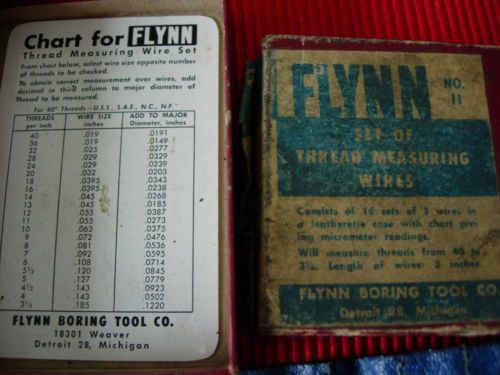 Chart for FLYNN
Thread Measuring Wire Set
From chart below, select wire size opposite number
of threads to be checked.
To obtain correct measurement over wires, add
decimal in third column to major diameter of
Thread to be measured.
For 60° Threads—U.S.S., S.A.E., N.C., N.F.
THREADS per inch WIRE SIZE inches ADD TO MAJOR Diameter, inches
40 .019 .0191
36 .019 .0149
32 .025 .0277
28 .029 .0329
24 .029 .0239
20 .032 .0203
18 .0395 .0343
16 .0395 .0238
14 .045 .0245
13 .045 .0185
12 .055 .0387
11 .055 .0273
10 .063 .0375
9 .072 .0476
8 .081 .0536
7 .092 .0595
6 .108 .0714
5½ .120 .0845
5 .127 .0779
4½ .143 .0923
4 .143 .0502
3½ .185 .1220
FLYNN BORING TOOL CO.
18301 Weaver
Detroit 28, Michigan
FLYNN NO. 11
SET OF
THREAD MEASURING
WIRES
Consists of 16 sets of 3 wires in
a leatherette case with chart giv-
ing micrometer readings.
Will measure threads from 40 to
3½. Length of wires: 3 inches.
FLYNN BORING TOOL CO.
Detroit 28, Michigan